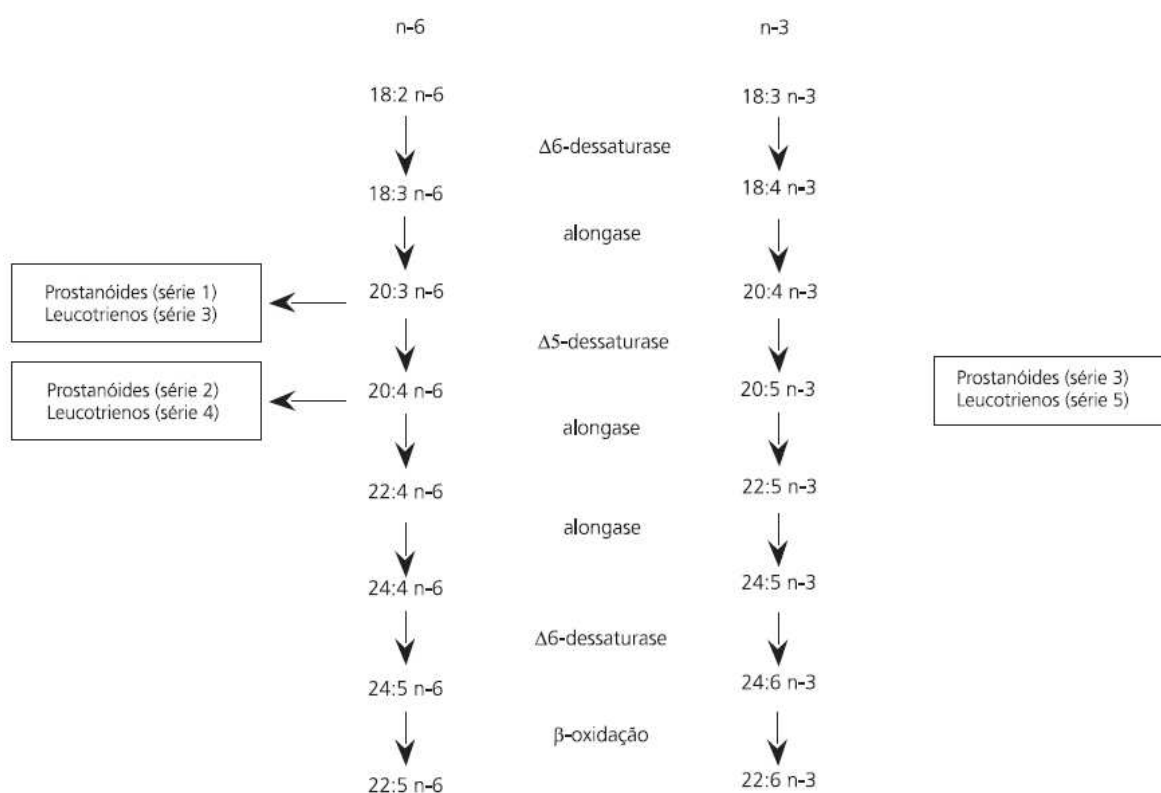 n-6 n-3
18:2 n-6 18:3 n-3
Δ6-dessaturase
18:3 n-6 18:4 n-3
alongase
Prostanóides (série 1)
Leucotrienos (série 3)
20:3 n-6 20:4 n-3
Δ5-dessaturase
Prostanóides (série 2)
Leucotrienos (série 4)
20:4 n-6 20:5 n-3
Prostanóides (série 3)
Leucotrienos (série 5)
alongase
22:4 n-6 22:5 n-3
alongase
24:4 n-6 24:5 n-3
Δ6-dessaturase
24:5 n-6 24:6 n-3
β-oxidação
22:5 n-6 22:6 n-3